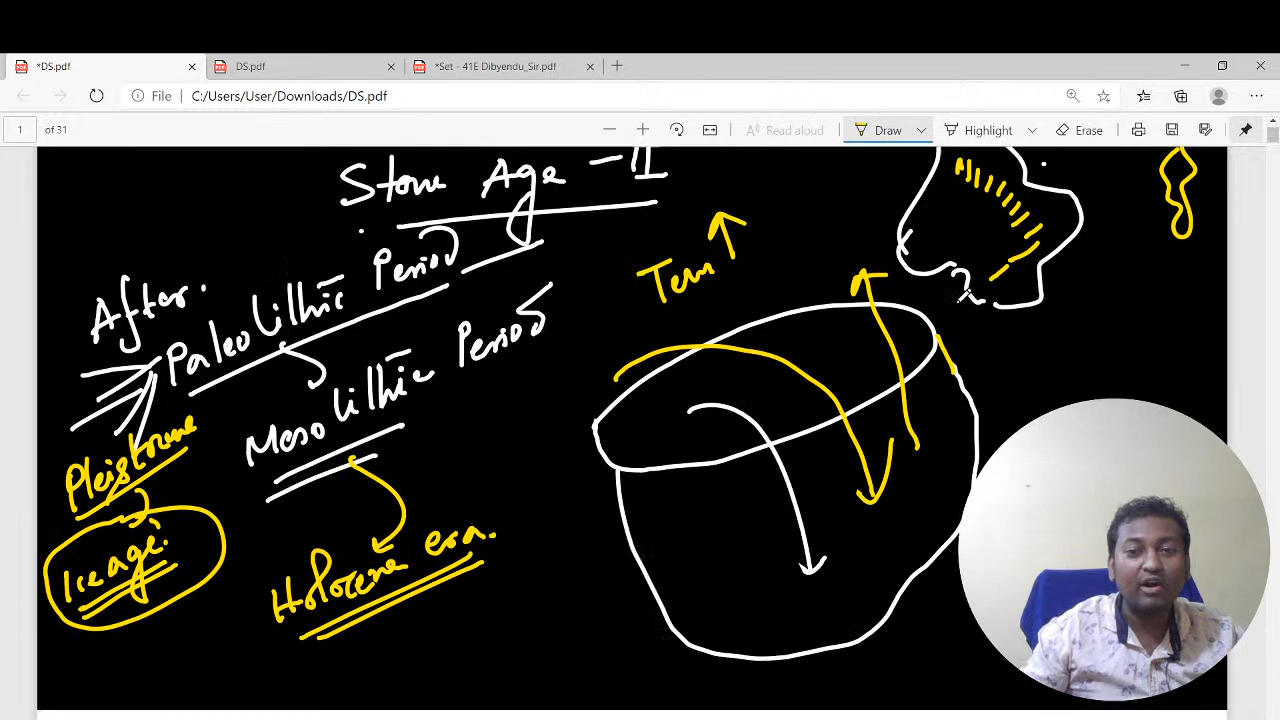 *DS.pdf
DS.pdf
*Set - 41E Dibyendu_Sir.pdf
File
C:/Users/User/Downloads/DS.pdf
1 of 31
Read aloud
Draw
Highlight
Erase
Stone Age - II
After.
Paleolithic Period
Mesolithic Period
Tem
Pleistocene
Ice age.
Holocene era.